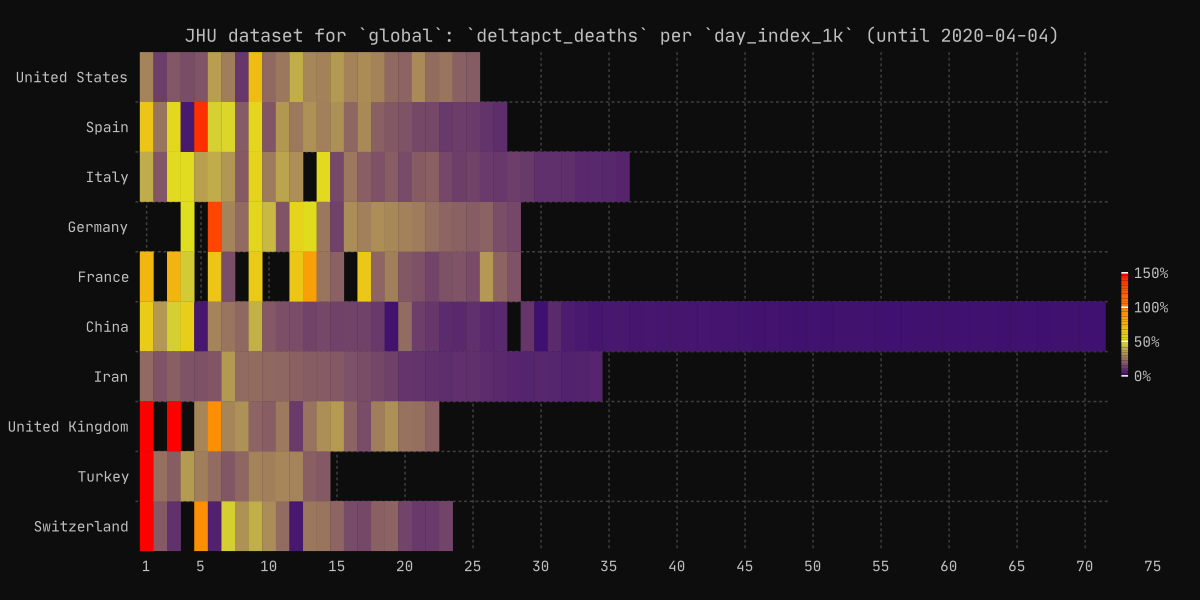 JHU dataset for `global`: `deltapct_deaths` per `day_index_1k` (until 2020-04-04)
United States
Spain
Italy
Germany
France
China
Iran
United Kingdom
Turkey
Switzerland
150%
100%
50%
0%
1 5 10 15 20 25 30 35 40 45 50 55 60 65 70 75